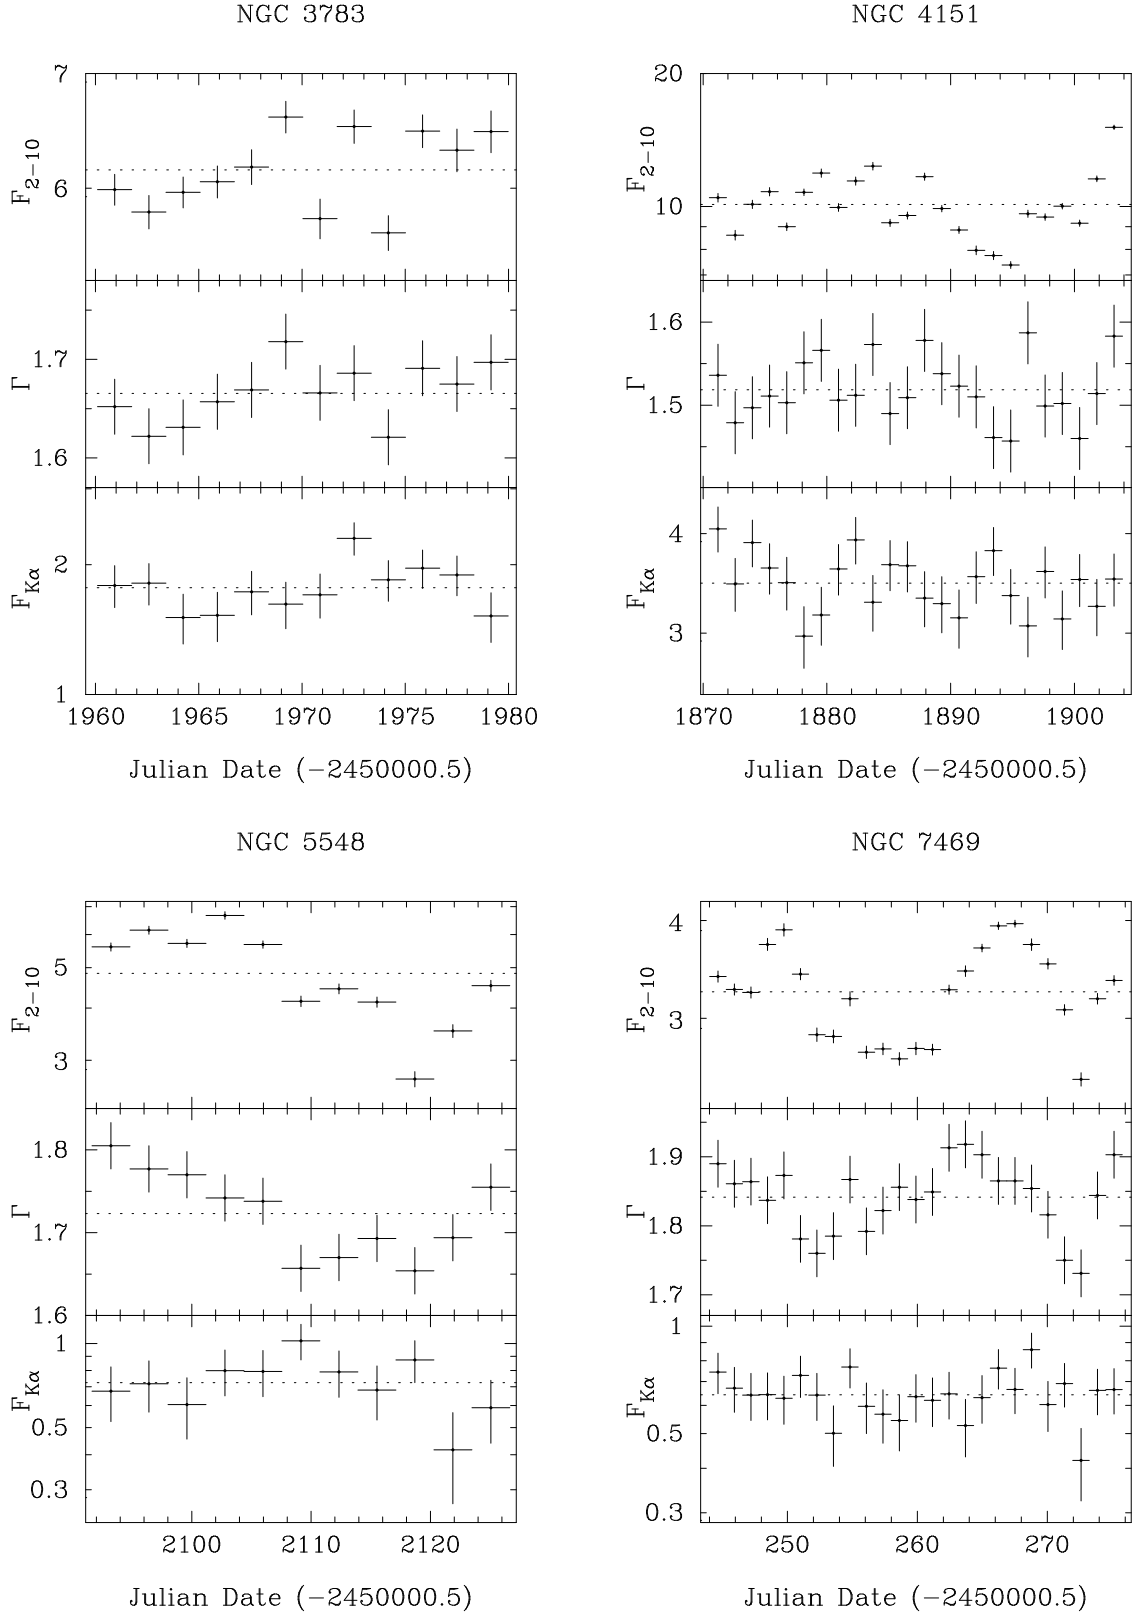 NGC 3783
7
6
F2−10
1.7
1.6
Γ
2
1
FKα
1960 1965 1970 1975 1980
Julian Date (−2450000.5)
NGC 4151
20
10
F2−10
1.6
1.5
Γ
4
3
FKα
1870 1880 1890 1900
Julian Date (−2450000.5)
NGC 5548
5
3
F2−10
1.8
1.7
1.6
Γ
1
0.5
0.3
FKα
2100 2110 2120
Julian Date (−2450000.5)
NGC 7469
4
3
F2−10
1.9
1.8
1.7
Γ
1
0.5
0.3
FKα
250 260 270
Julian Date (−2450000.5)